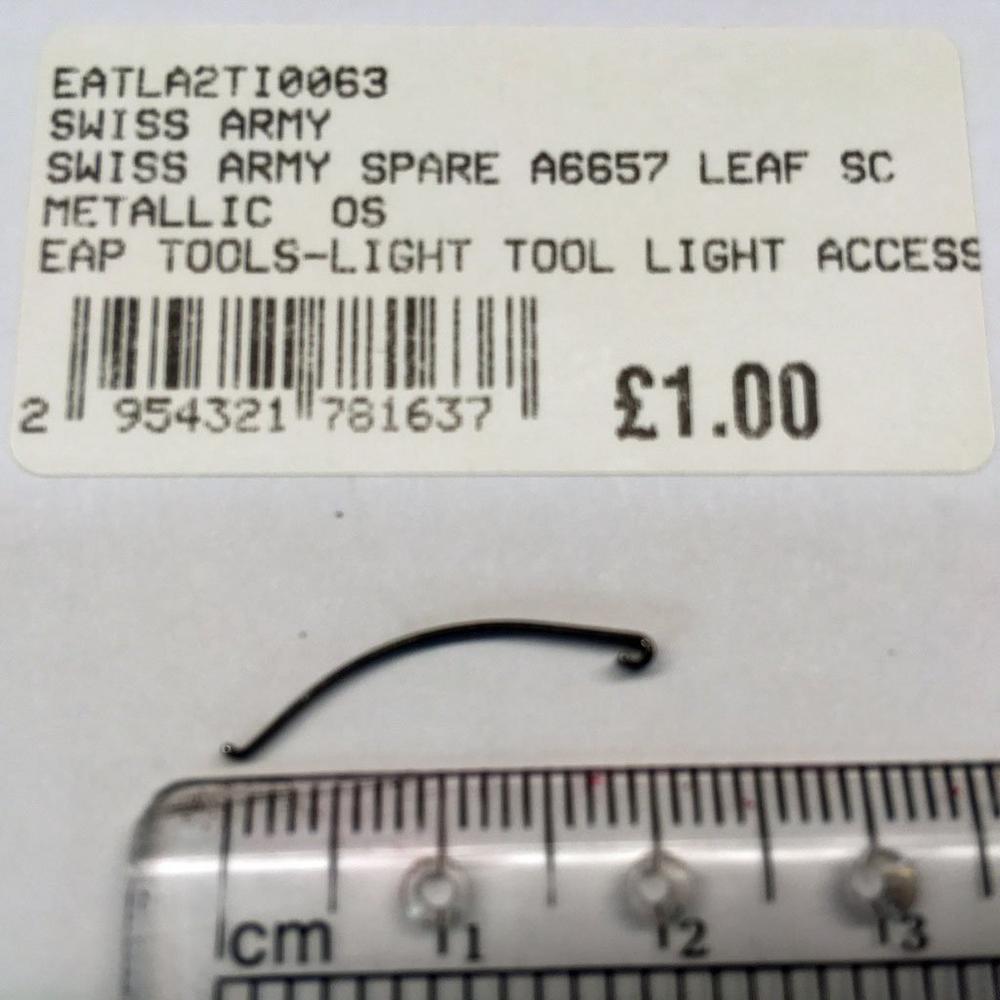 EATLA2TI0063
SWISS ARMY
SWISS ARMY SPARE A6657 LEAF SC
METALLIC OS
EAP TOOLS-LIGHT TOOL LIGHT ACCESS
2 954321 781637
£1.00
cm 1 2 3